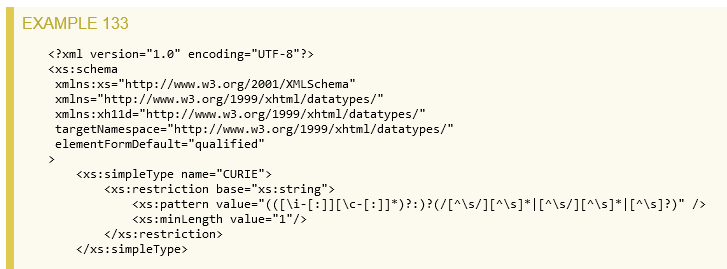 EXAMPLE 133
<?xml version="1.0" encoding="UTF-8"?>
<xs:schema
xmlns:xs="http://www.w3.org/2001/XMLSchema"
xmlns="http://www.w3.org/1999/xhtml/datatypes/"
xmlns:xh11d="http://www.w3.org/1999/xhtml/datatypes/"
targetNamespace="http://www.w3.org/1999/xhtml/datatypes/"
elementFormDefault="qualified"
>
<xs:simpleType name="CURIE">
<xs:restriction base="xs:string">
<xs:pattern value="(([\i-[:]][\c-[:]]*)?:)?(/[^\s/][^\s]*|[^\s/][^\s]*|[^\s]?)" />
<xs:minLength value="1"/>
</xs:restriction>
</xs:simpleType>